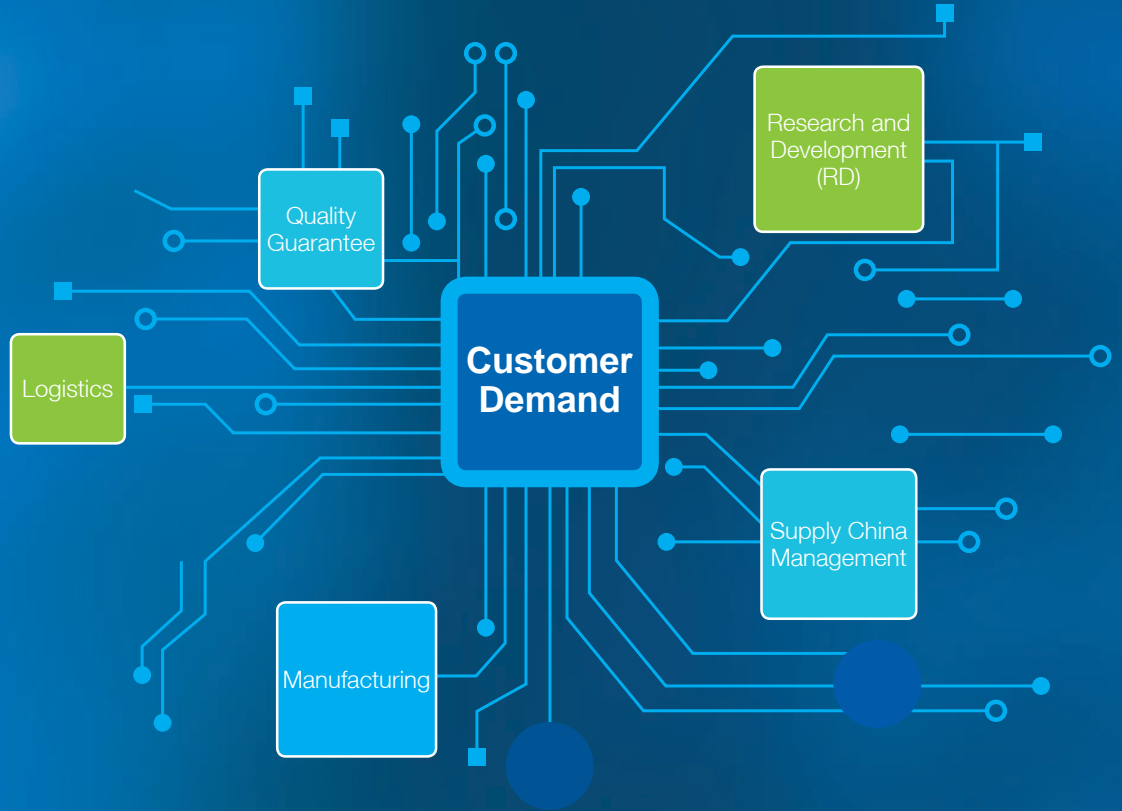 Research and
Development
(RD)
Quality
Guarantee
Customer
Demand
Logistics
Supply China
Management
Manufacturing